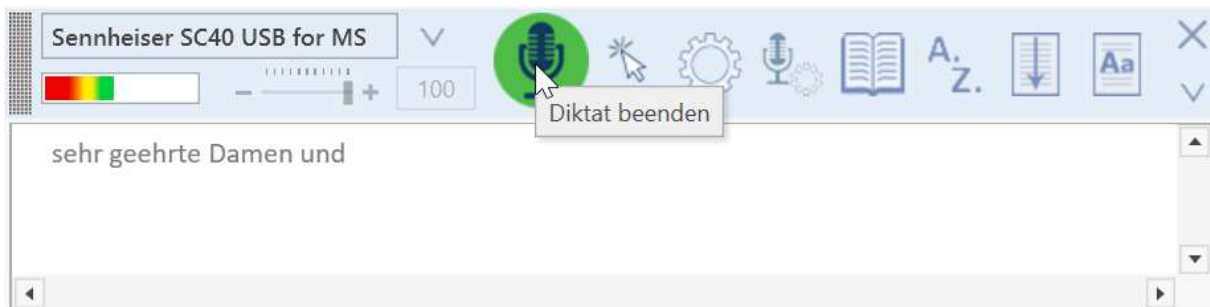 Sennheiser SC40 USB for MS
100
A.
Z.
Aa
Diktat beenden
sehr geehrte Damen und